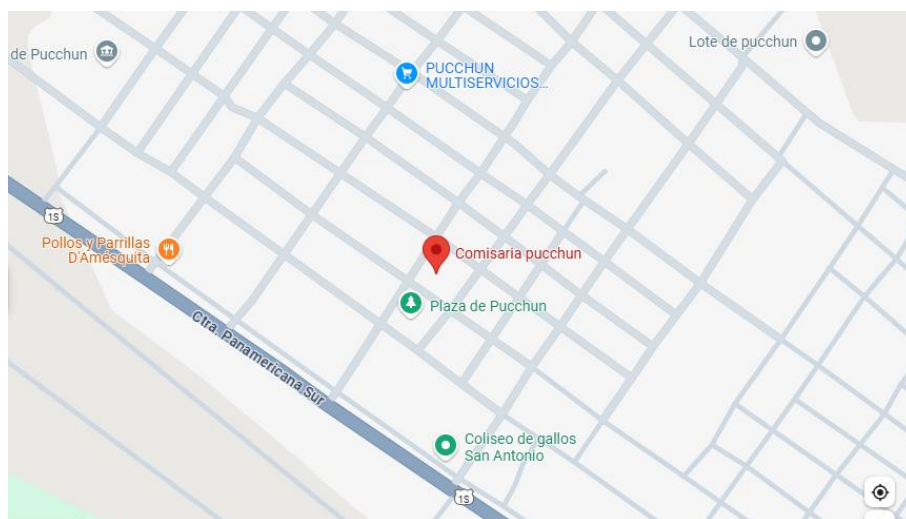 de Pucchun
Lote de pucchun
PUCCHUN
MULTISERVICIOS...
1S
Pollos y Parrillas
D'Amésquita
Comisaria pucchun
Plaza de Pucchun
Ctra. Panamericana Sur
Coliseo de gallos
San Antonio
1S